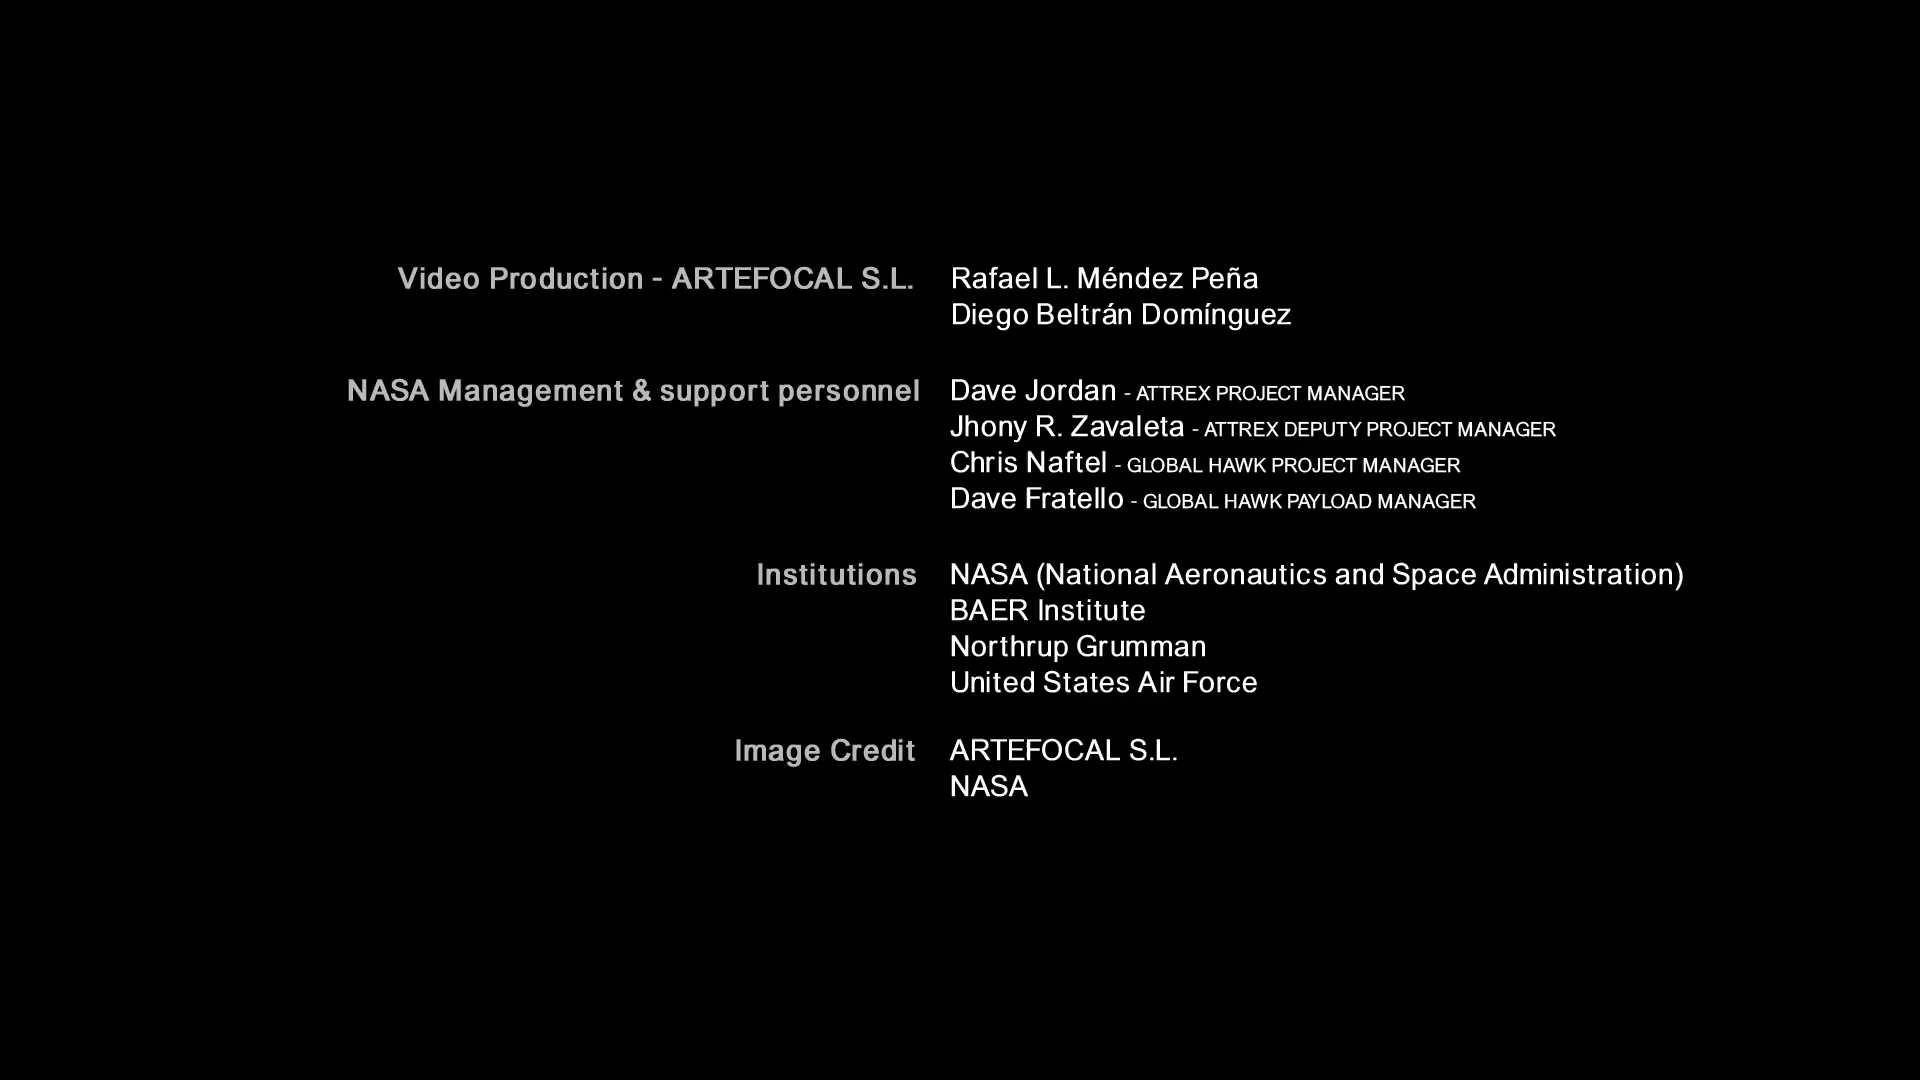 Video Production - ARTEFOCAL S.L. Rafael L. Méndez Peña
Diego Beltrán Domínguez
NASA Management & support personnel Dave Jordan - ATTREX PROJECT MANAGER
Jhony R. Zavaleta - ATTREX DEPUTY PROJECT MANAGER
Chris Naftel - GLOBAL HAWK PROJECT MANAGER
Dave Fratello - GLOBAL HAWK PAYLOAD MANAGER
Institutions NASA (National Aeronautics and Space Administration)
BAER Institute
Northrup Grumman
United States Air Force
Image Credit ARTEFOCAL S.L.
NASA